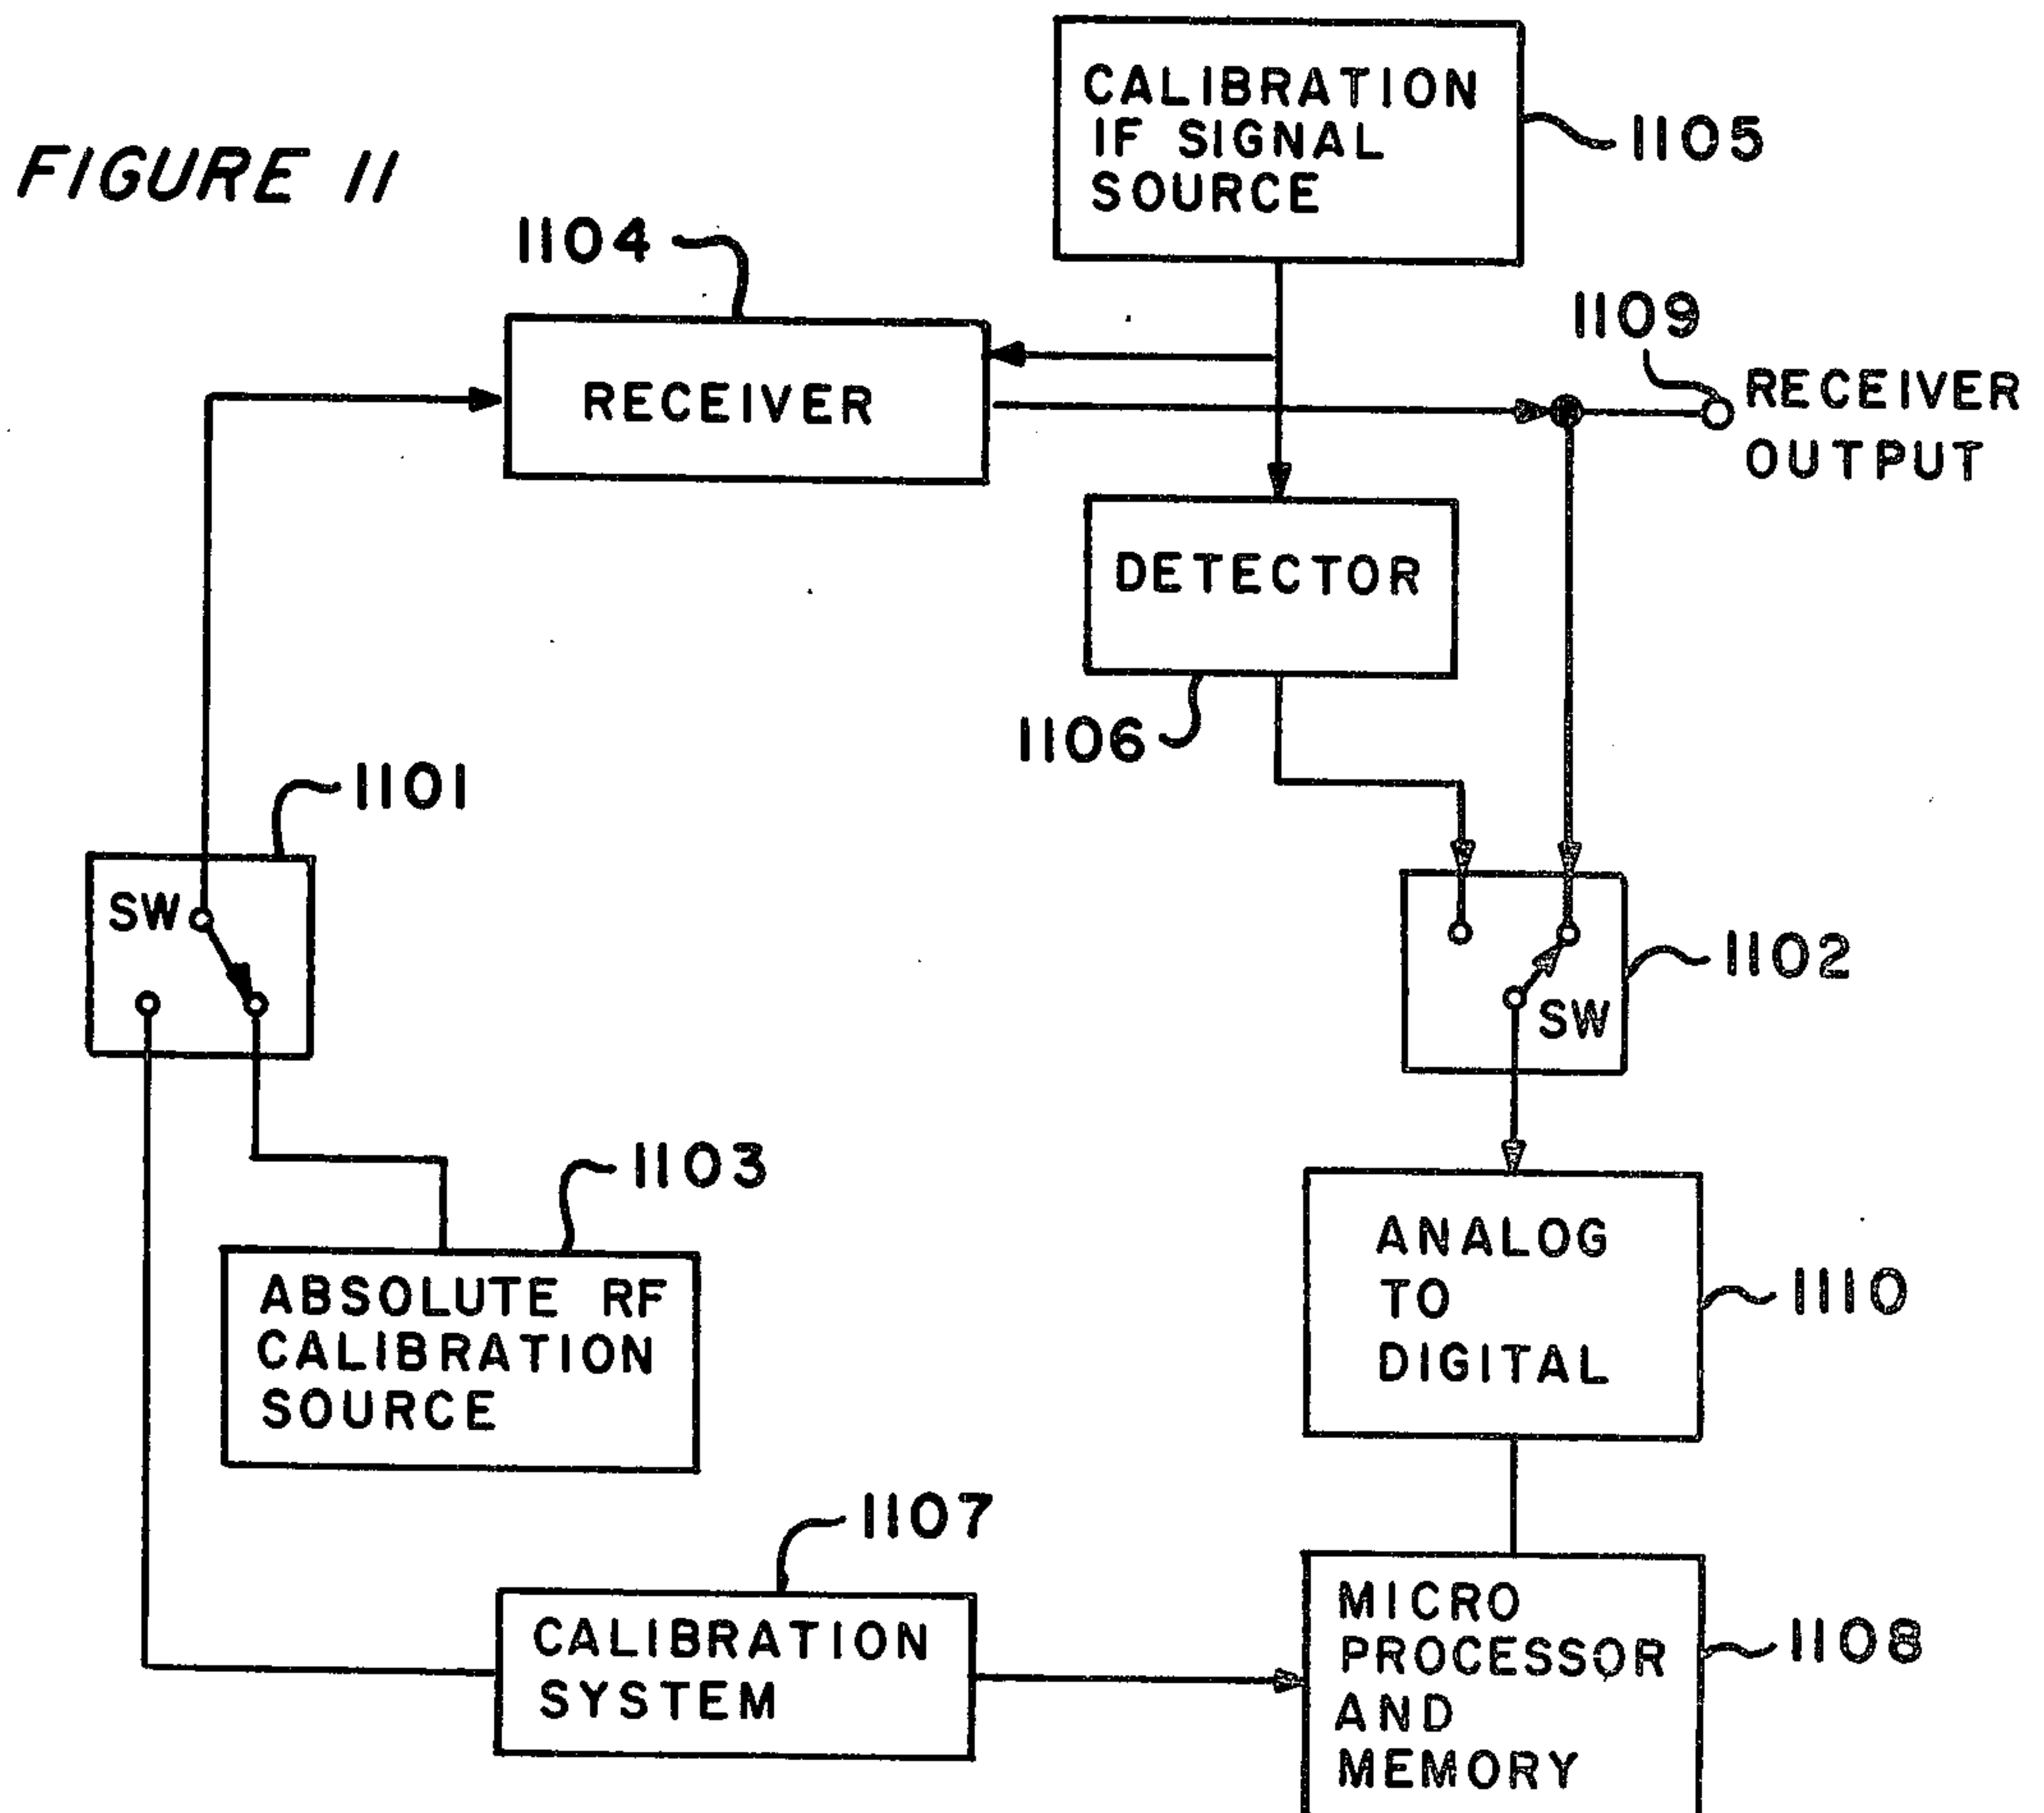 FIGURE 11
CALIBRATION
IF SIGNAL
SOURCE
1105
1104
RECEIVER
1109
RECEIVER
OUTPUT
DETECTOR
1106
1101
SW
1102
SW
1103
ABSOLUTE RF
CALIBRATION
SOURCE
ANALOG
TO
DIGITAL
1110
1107
CALIBRATION
SYSTEM
MICRO
PROCESSOR
AND
MEMORY
1108